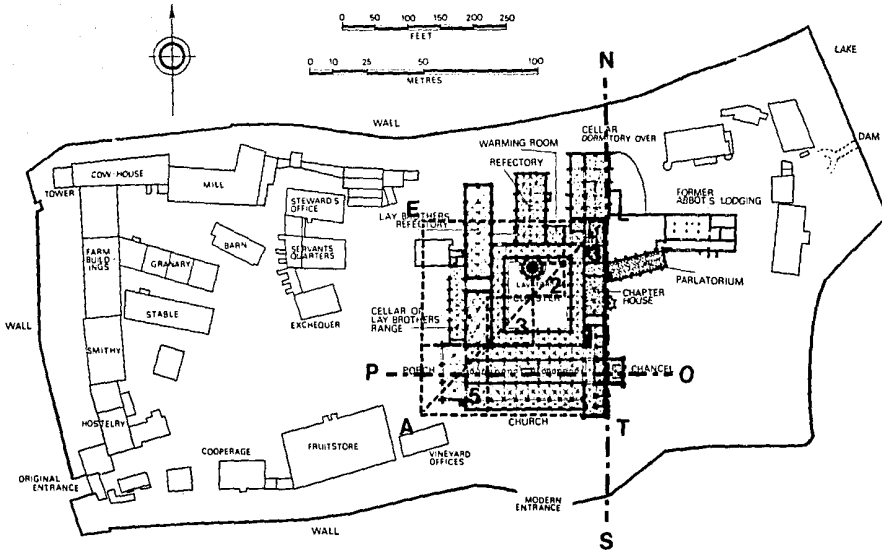 0 50 100 150 200 250
FEET
0 10 25 50 100
METRES
N
LAKE
WALL
WARMING ROOM
REFECTORY
CELLAR
DORMITORY OVER
DAM
COW-HOUSE
TOWER
MILL
STEWARD'S
OFFICE
E
LAY BROTHERS
REFECTORY
L
FORMER
ABBOT'S LODGING
BARN
SERVANTS
QUARTERS
FARM
BUILD-
INGS
GRANARY
1
2
PARLATORIUM
CHAPTER
HOUSE
STABLE
EXCHEQUER
CLOISTER
3
CELLAR OF
LAY BROTHERS
RANGE
WALL
SMITHY
P
PORCH
CHANCEL
O
5
HOSTELRY
A
CHURCH
T
COOPERAGE
FRUITSTORE
VINEYARD
OFFICES
ORIGINAL
ENTRANCE
MODERN
ENTRANCE
WALL
S